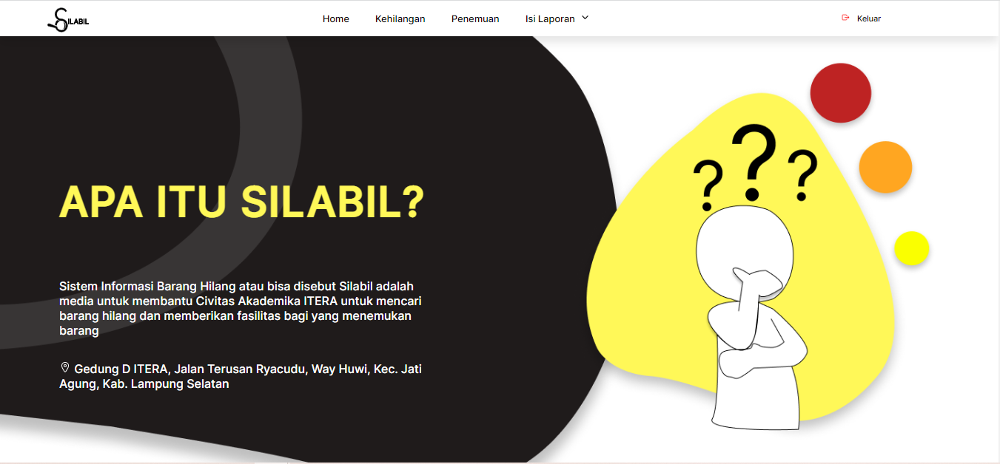 SILABIL
Home
Kehilangan
Penemuan
Isi Laporan
Keluar
? ? ?
APA ITU SILABIL?
Sistem Informasi Barang Hilang atau bisa disebut Silabil adalah
media untuk membantu Civitas Akademika ITERA untuk mencari
barang hilang dan memberikan fasilitas bagi yang menemukan
barang
Gedung D ITERA, Jalan Terusan Ryacudu, Way Huwi, Kec. Jati
Agung, Kab. Lampung Selatan